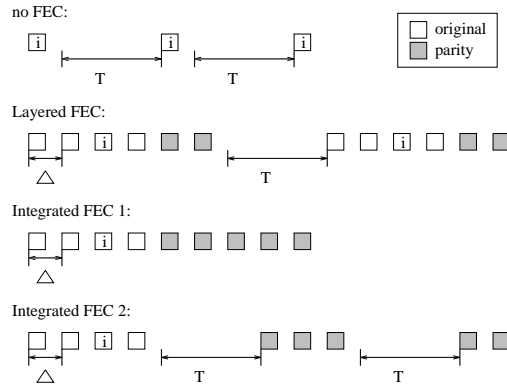 no FEC:
i
i
i
T
T
original
parity
Layered FEC:
i
i
T
△
Integrated FEC 1:
i
△
Integrated FEC 2:
i
T
T
△